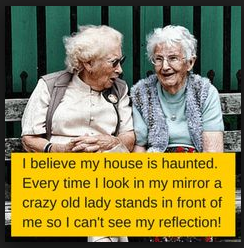 I believe my house is haunted.
Every time I look in my mirror a
crazy old lady stands in front of
me so I can't see my reflection!